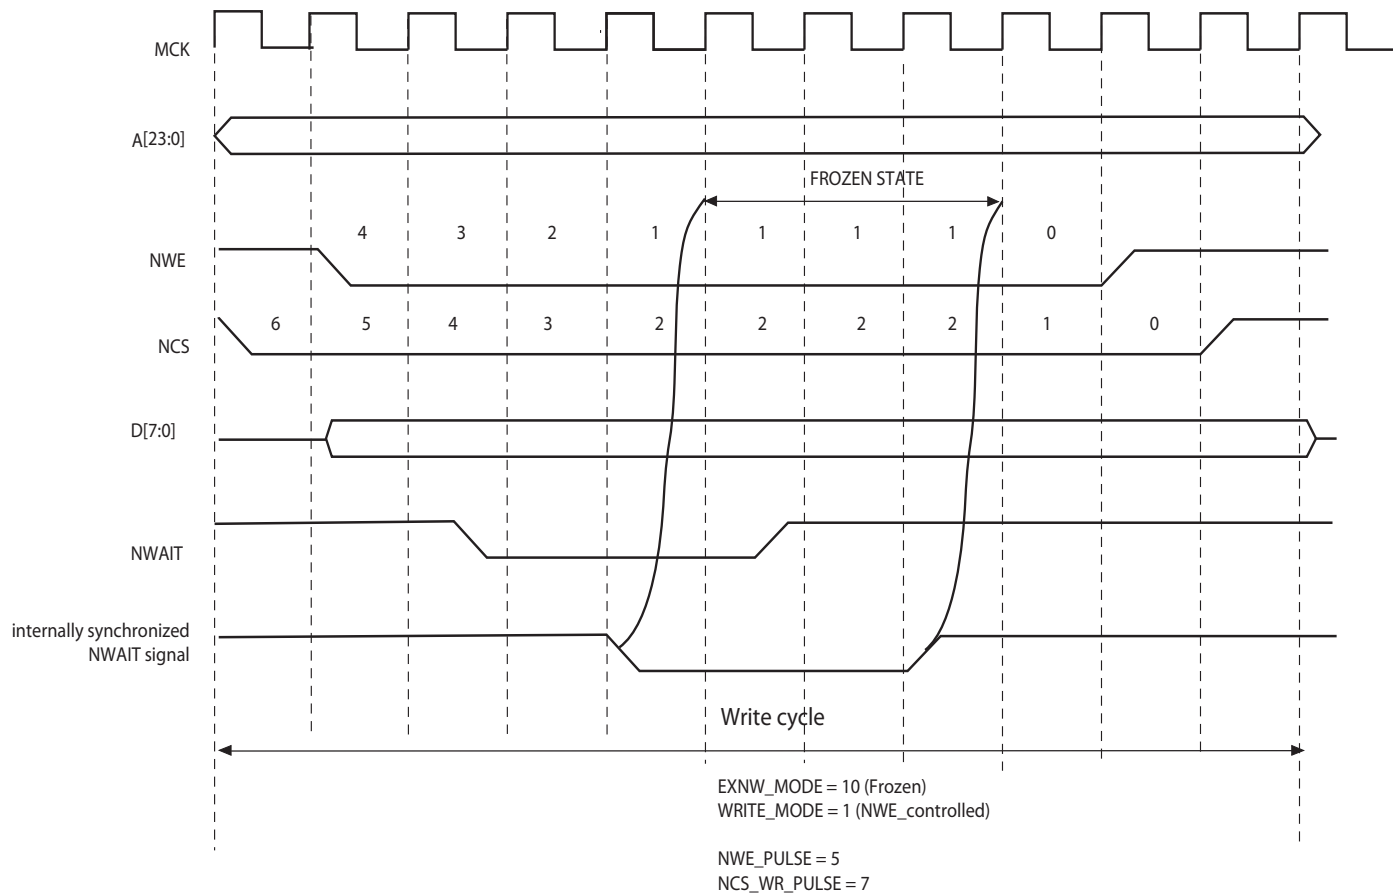 MCK
A[23:0]
FROZEN STATE
4 3 2 1 1 1 1 0
NWE
6 5 4 3 2 2 2 2 1 0
NCS
D[7:0]
NWAIT
internally synchronized
NWAIT signal
Write cycle
EXNW_MODE = 10 (Frozen)
WRITE_MODE = 1 (NWE_controlled)
NWE_PULSE = 5
NCS_WR_PULSE = 7